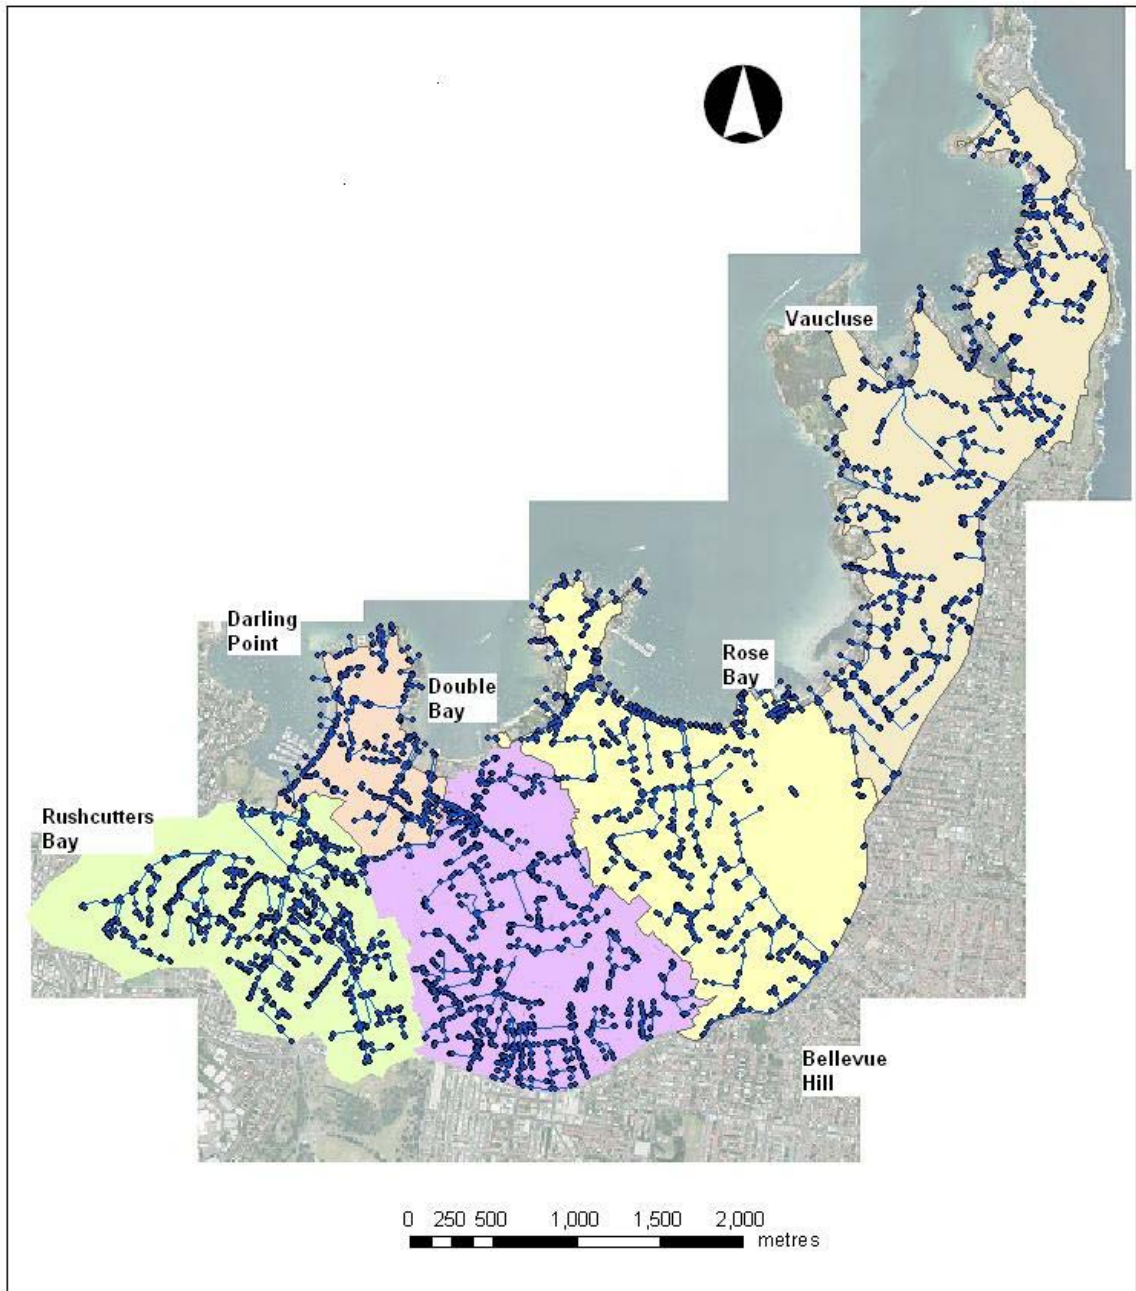 Vaucluse
Darling
Point
Rose
Bay
Double
Bay
Rushcutters
Bay
Bellevue
Hill
0 250 500 1,000 1,500 2,000
metres